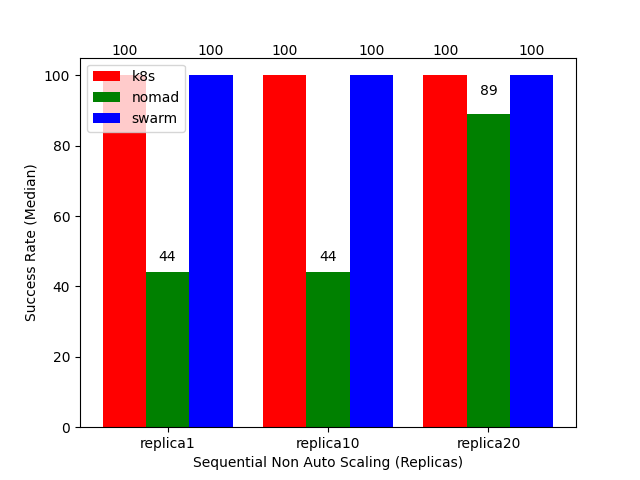 100 100 100 100 100 100
k8s
nomad
swarm
89
44 44
100
80
60
40
20
0
Success Rate (Median)
replica1 replica10 replica20
Sequential Non Auto Scaling (Replicas)